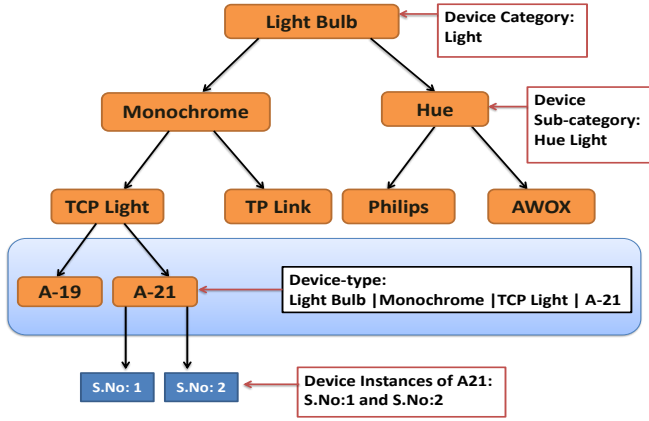 Light Bulb
Device Category:
Light
Monochrome
Hue
Device
Sub-category:
Hue Light
TCP Light
TP Link
Philips
AWOX
A-19
A-21
Device-type:
Light Bulb |Monochrome |TCP Light | A-21
S.No: 1
S.No: 2
Device Instances of A21:
S.No:1 and S.No:2